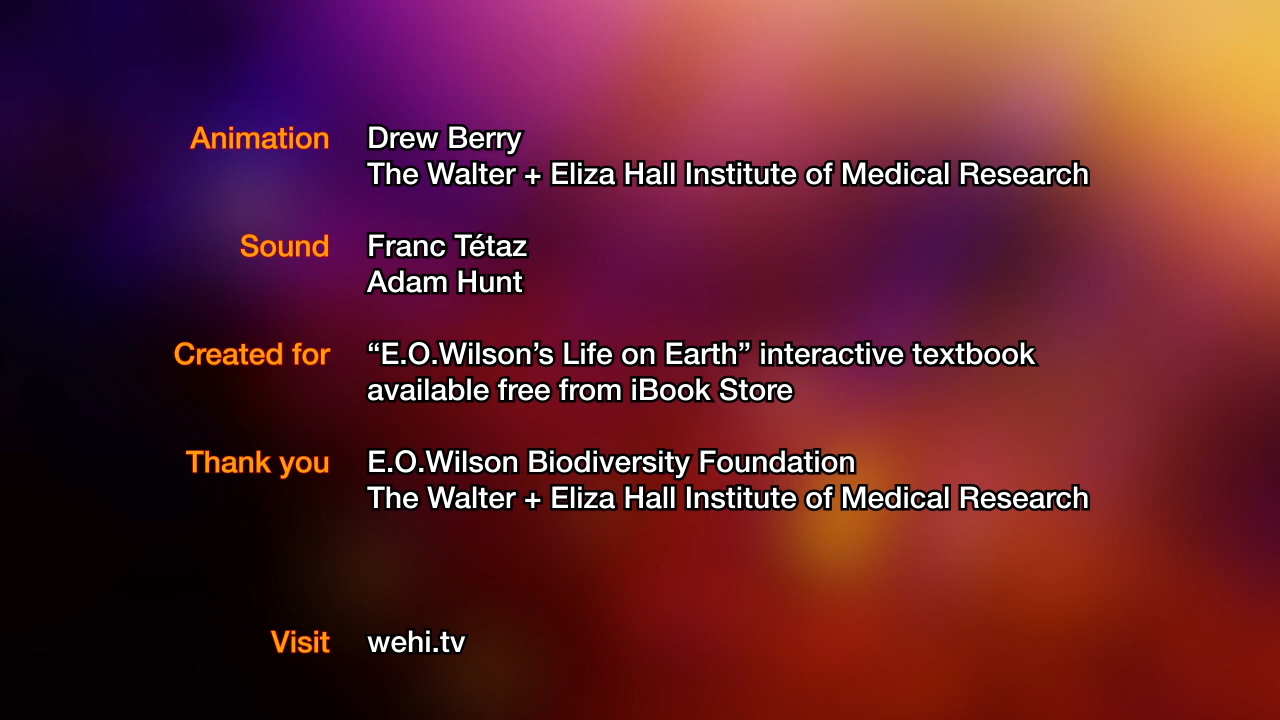 Animation Drew Berry
The Walter + Eliza Hall Institute of Medical Research
Sound Franc Tétaz
Adam Hunt
Created for “E.O.Wilson’s Life on Earth” interactive textbook
available free from iBook Store
Thank you E.O.Wilson Biodiversity Foundation
The Walter + Eliza Hall Institute of Medical Research
Visit wehi.tv